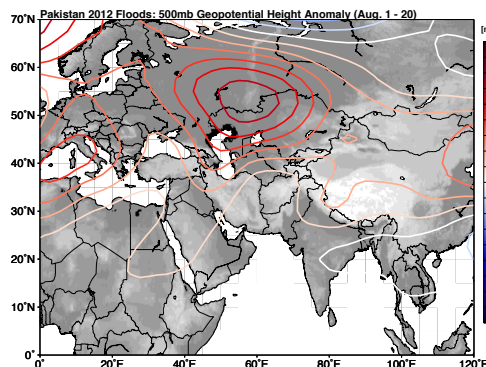 Pakistan 2012 Floods: 500mb Geopotential Height Anomaly (Aug. 1 - 20)
70°N
60°N
50°N
40°N
30°N
20°N
10°N
0°
0° 20°E 40°E 60°E 80°E 100°E 120°E